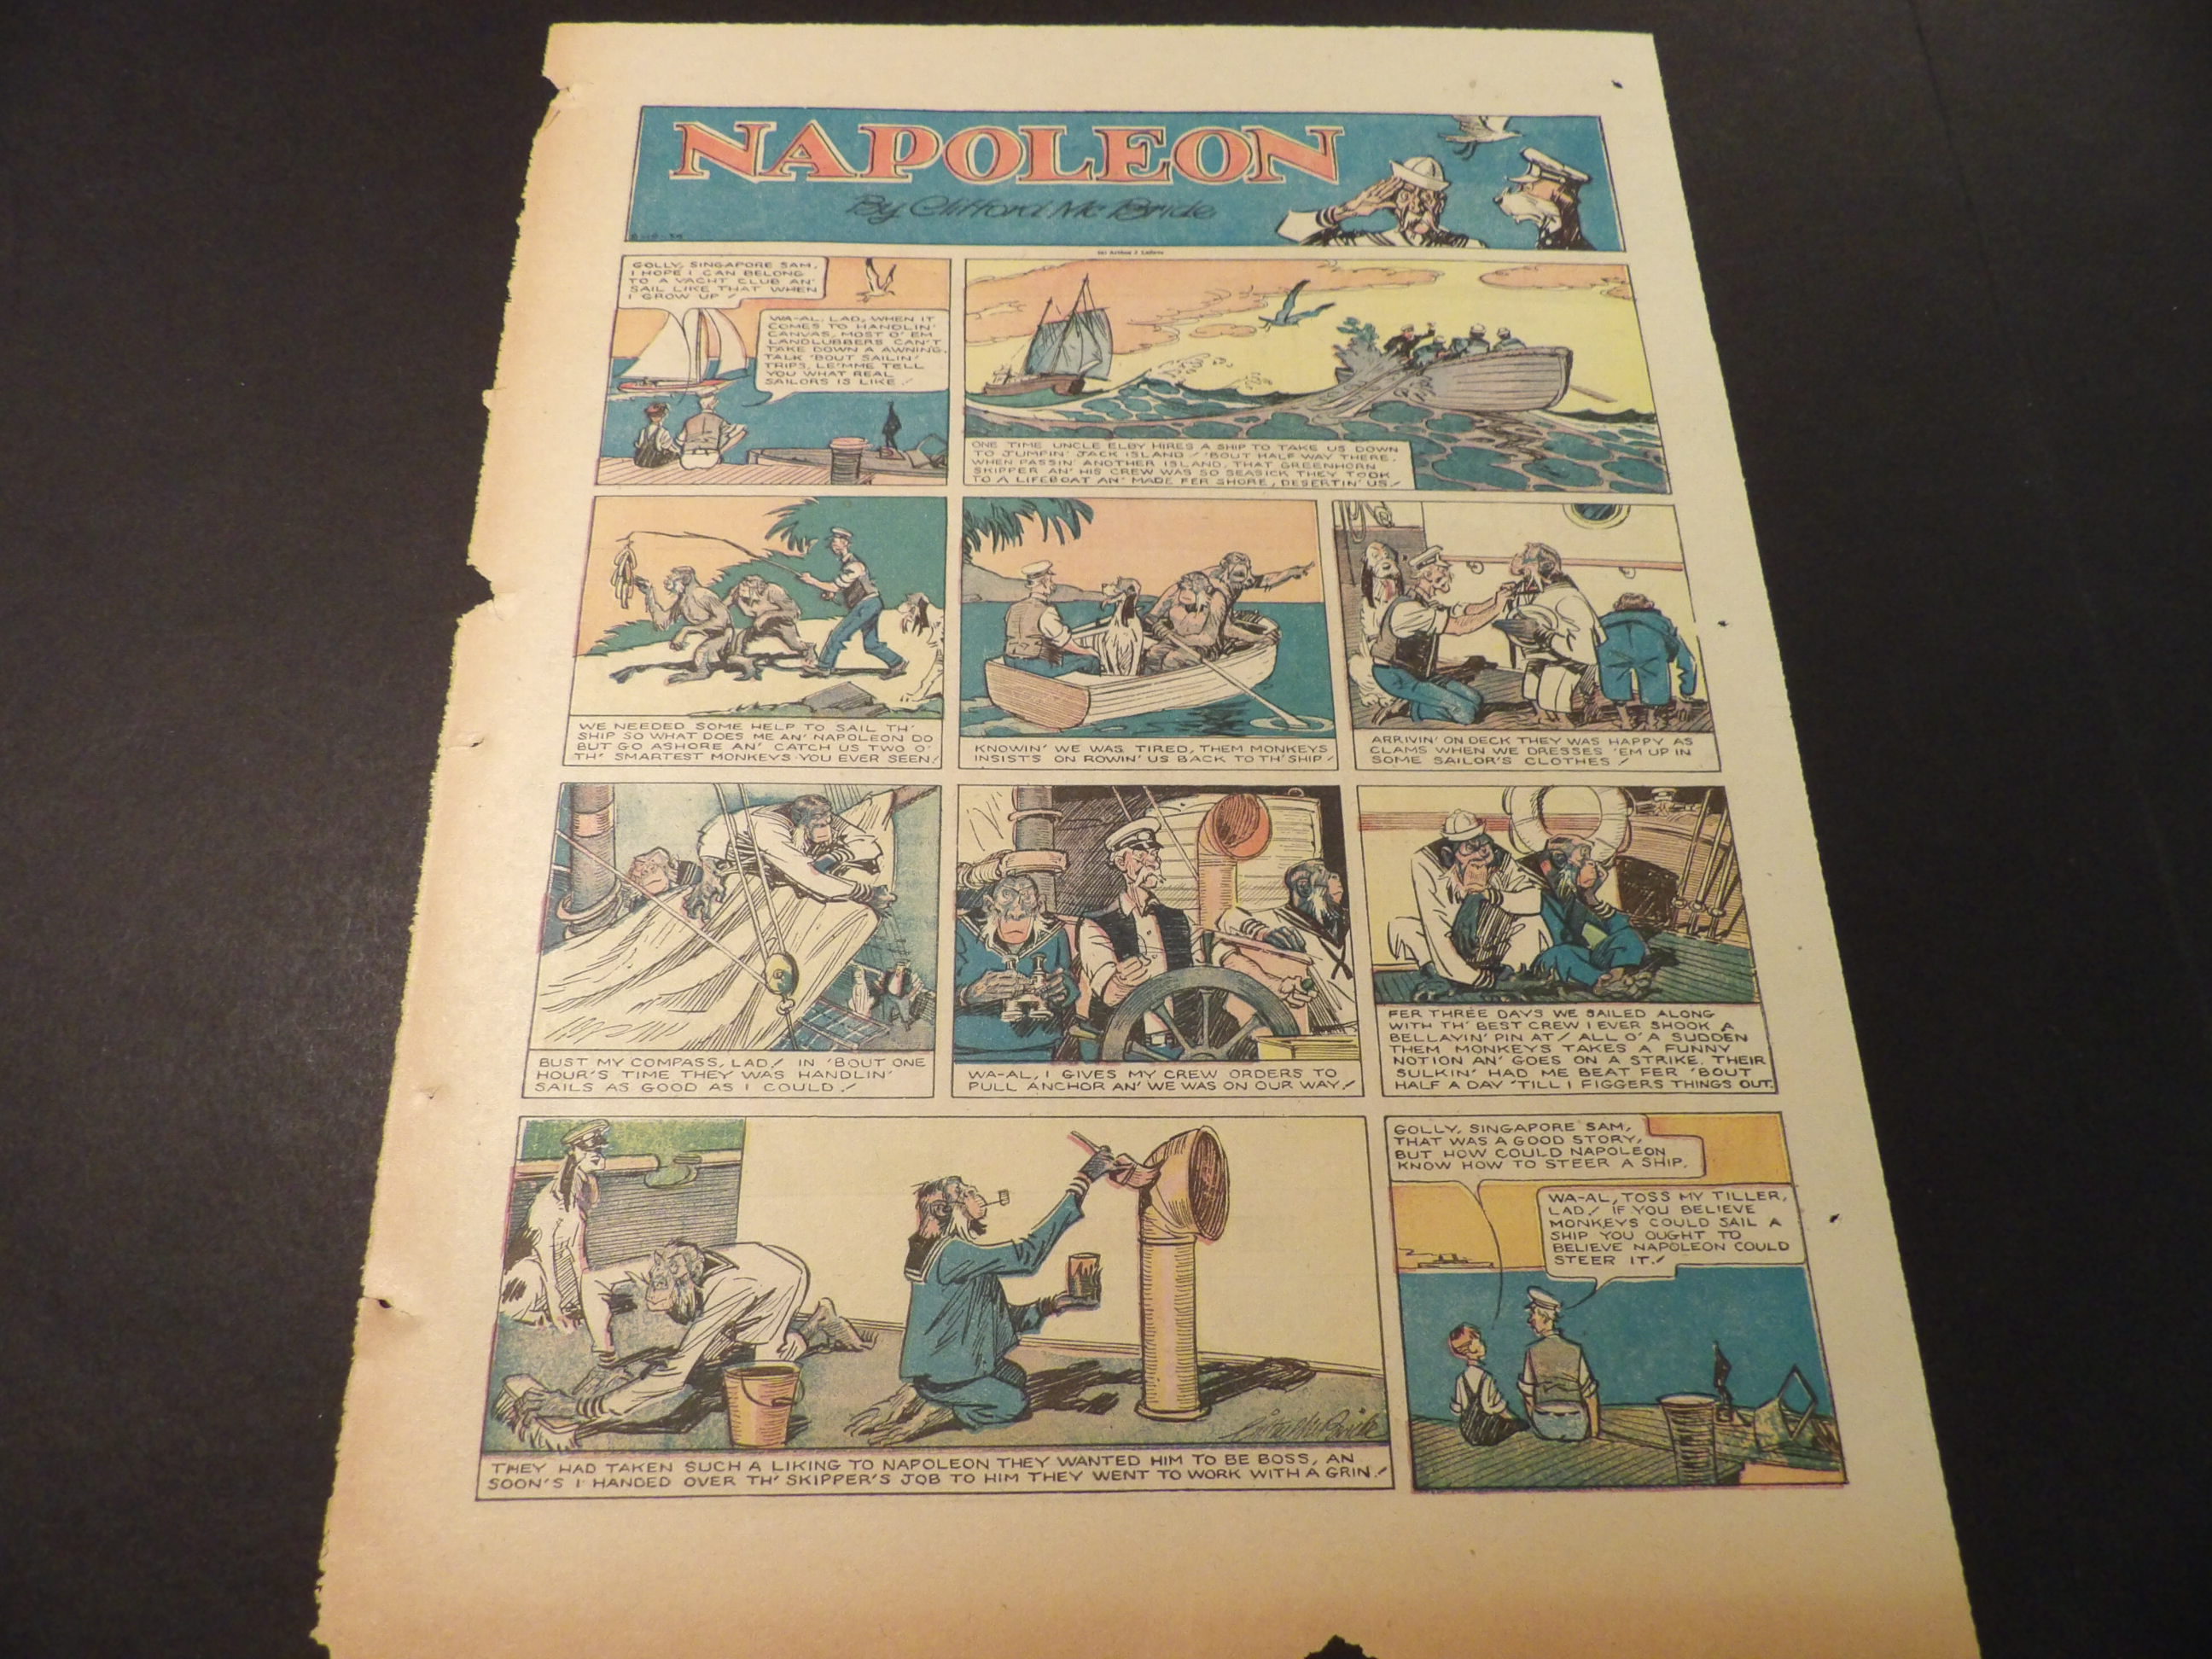 NAPOLEON
By Clifford Mc Bride
(c) Arthur J. Lafave
GOLLY, SINGAPORE SAM,
I HOPE I CAN BELONG
TO A YACHT CLUB AN'
SAIL LIKE THAT WHEN
I GROW UP!
WA-AL, LAD, WHEN IT
COMES TO HANDLIN'
CANVAS, MOST O' EM
LANDLUBBERS CAN'T
TAKE DOWN A AWNING.
TALK 'BOUT SAILIN'
TRIPS, LE'MME TELL
YOU WHAT REAL
SAILORS IS LIKE!
ONE TIME UNCLE ELBY HIRES A SHIP TO TAKE US DOWN
TO JUMPIN' JACK ISLAND! 'BOUT HALF WAY THERE,
WHEN PASSIN' ANOTHER ISLAND, THAT GREENHORN
SKIPPER AN' HIS CREW WAS SO SEASICK THEY TOOK
TO A LIFEBOAT AN' MADE FER SHORE, DESERTIN' US!
WE NEEDED SOME HELP TO SAIL TH'
SHIP SO WHAT DOES ME AN' NAPOLEON DO
BUT GO ASHORE AN' CATCH US TWO O'
TH' SMARTEST MONKEYS YOU EVER SEEN!
KNOWIN' WE WAS TIRED, THEM MONKEYS
INSISTS ON ROWIN' US BACK TO TH' SHIP!
ARRIVIN' ON DECK THEY WAS HAPPY AS
CLAMS WHEN WE DRESSES 'EM UP IN
SOME SAILOR'S CLOTHES!
BUST MY COMPASS, LAD! IN 'BOUT ONE
HOUR'S TIME THEY WAS HANDLIN'
SAILS AS GOOD AS I COULD!
WA-AL, I GIVES MY CREW ORDERS TO
PULL ANCHOR AN' WE WAS ON OUR WAY!
FER THREE DAYS WE SAILED ALONG
WITH TH' BEST CREW I EVER SHOOK A
BELLAYIN' PIN AT! ALL O' A SUDDEN
THEM MONKEYS TAKES A FUNNY
NOTION AN' GOES ON A STRIKE. THEIR
SULKIN' HAD ME BEAT FER 'BOUT
HALF A DAY 'TILL I FIGGERS THINGS OUT.
Clifford McBride
THEY HAD TAKEN SUCH A LIKING TO NAPOLEON THEY WANTED HIM TO BE BOSS, AN
SOON'S I HANDED OVER TH' SKIPPER'S JOB TO HIM THEY WENT TO WORK WITH A GRIN!
GOLLY, SINGAPORE SAM,
THAT WAS A GOOD STORY,
BUT HOW COULD NAPOLEON
KNOW HOW TO STEER A SHIP.
WA-AL, TOSS MY TILLER,
LAD! IF YOU BELIEVE
MONKEYS COULD SAIL A
SHIP YOU OUGHT TO
BELIEVE NAPOLEON COULD
STEER IT!